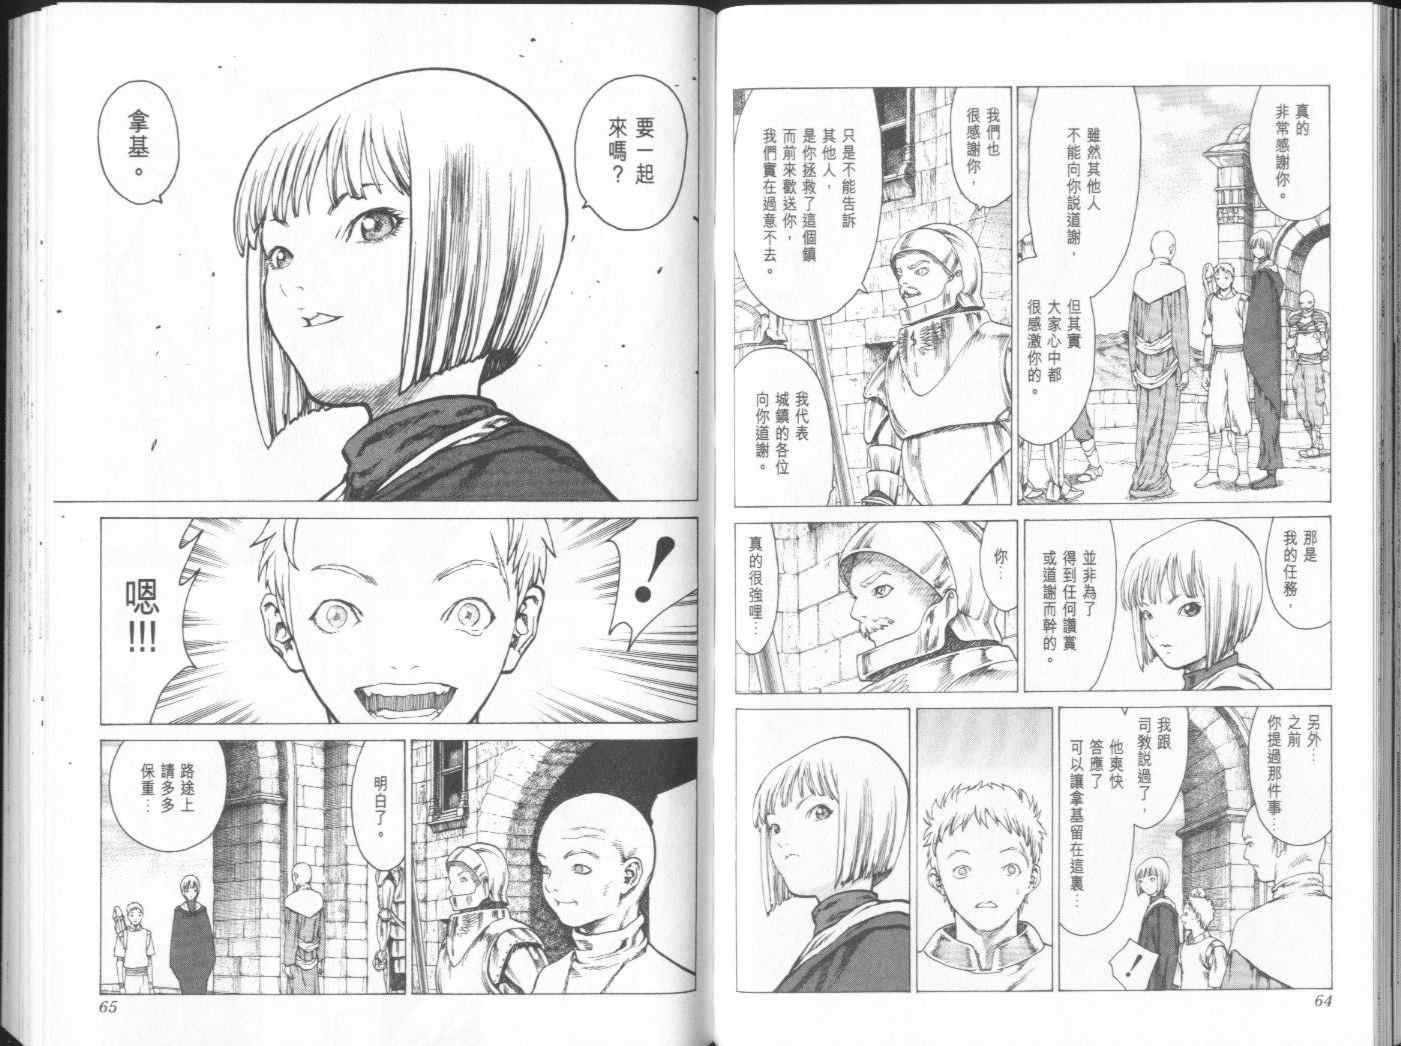 真的
非常感謝你。
雖然其他人
不能向你説道謝，
但其實
大家心中都
很感激你的。
我們也
很感謝你，
只是不能告訴
其他人，
是你拯救了這個鎮
而前來歡送你，
我們實在過意不去。
我代表
城鎮的各位
向你道謝。
那是
我的任務，
並非為了
得到任何讚賞
或道謝而幹的。
你…
真的很強哩…
另外…
之前
你提過那件事…
我跟
司教説過了，
他爽快
答應了
可以讓拿基留在這裏…
！
64
要一起
來嗎？
拿基。
！
嗯!!!
明白了。
路途上
請多多
保重…
65